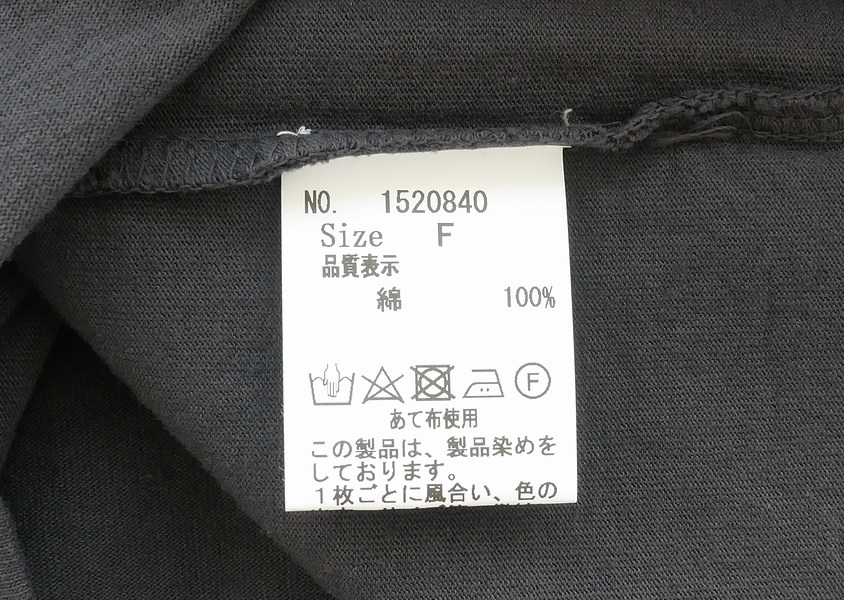 NO. 1520840
Size F
品質表示
綿 100%
F
あて布使用
この製品は、製品染めを
しております。
1枚ごとに風合い、色の